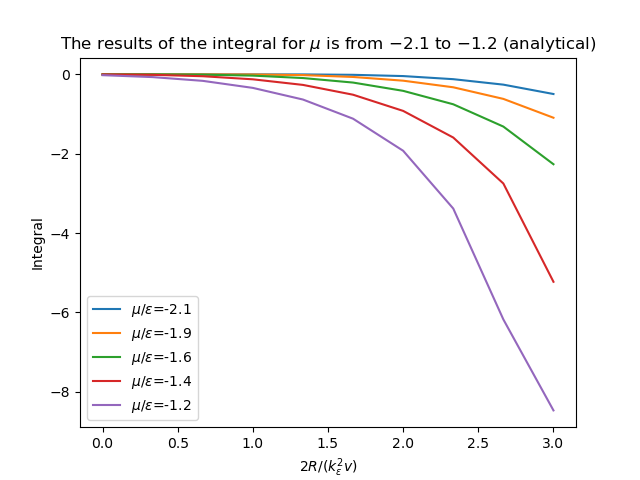 The results of the integral for μ is from −2.1 to −1.2 (analytical)
0
−2
−4
−6
−8
Integral
μ/ε=-2.1
μ/ε=-1.9
μ/ε=-1.6
μ/ε=-1.4
μ/ε=-1.2
0.0 0.5 1.0 1.5 2.0 2.5 3.0
2R/(k²_ε v)